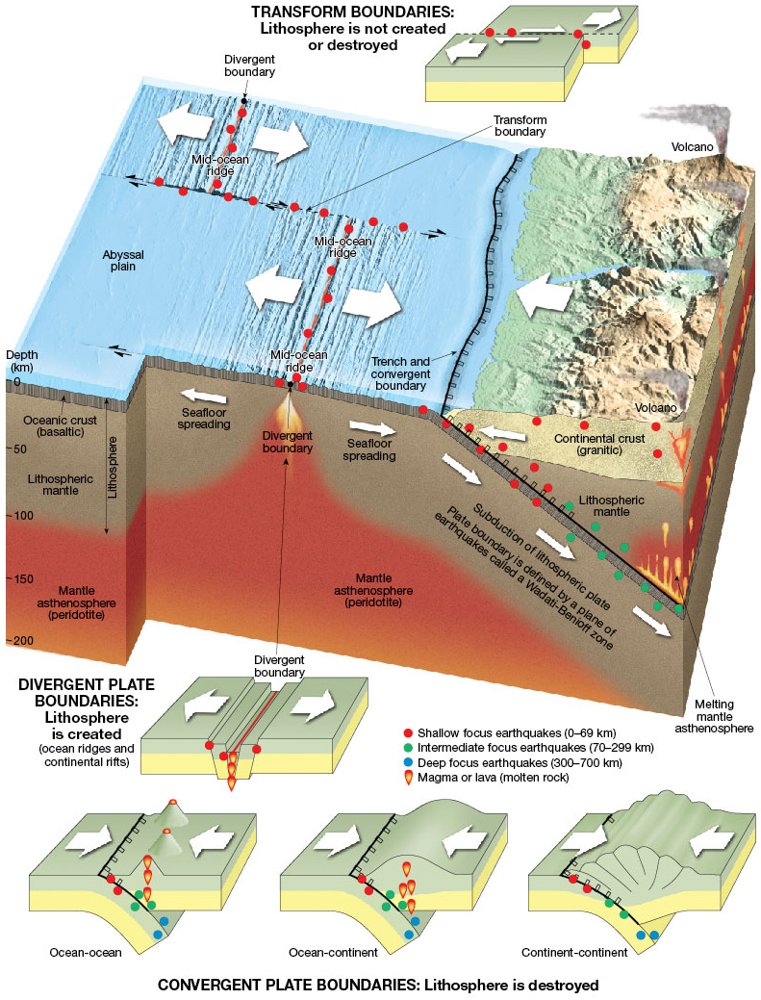 TRANSFORM BOUNDARIES:
Lithosphere is not created
or destroyed
Divergent
boundary
Transform
boundary
Volcano
Mid-ocean
ridge
Mid-ocean
ridge
Abyssal
plain
Mid-ocean
ridge
Trench and
convergent
boundary
Depth
(km)
0
50
100
150
200
Oceanic crust
(basaltic)
Lithosphere
Lithospheric
mantle
Mantle
asthenosphere
(peridotite)
Seafloor
spreading
Divergent
boundary
Seafloor
spreading
Volcano
Continental crust
(granitic)
Lithospheric
mantle
Subduction of lithospheric plate
Plate boundary is defined by a plane of
earthquakes called a Wadati-Benioff zone
Mantle
asthenosphere
(peridotite)
Melting
mantle
asthenosphere
Divergent
boundary
DIVERGENT PLATE
BOUNDARIES:
Lithosphere
is created
(ocean ridges and
continental rifts)
Shallow focus earthquakes (0–69 km)
Intermediate focus earthquakes (70–299 km)
Deep focus earthquakes (300–700 km)
Magma or lava (molten rock)
Ocean-ocean
Ocean-continent
Continent-continent
CONVERGENT PLATE BOUNDARIES: Lithosphere is destroyed